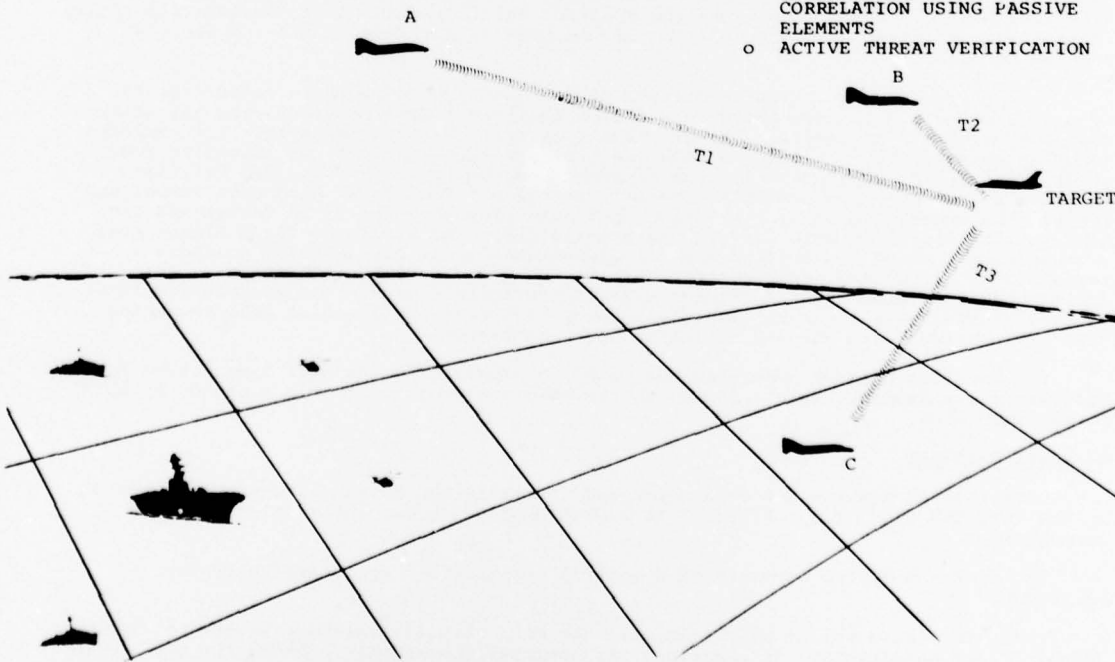 CORRELATION USING PASSIVE
ELEMENTS
o ACTIVE THREAT VERIFICATION
A
B
T2
T1
TARGET
T3
C